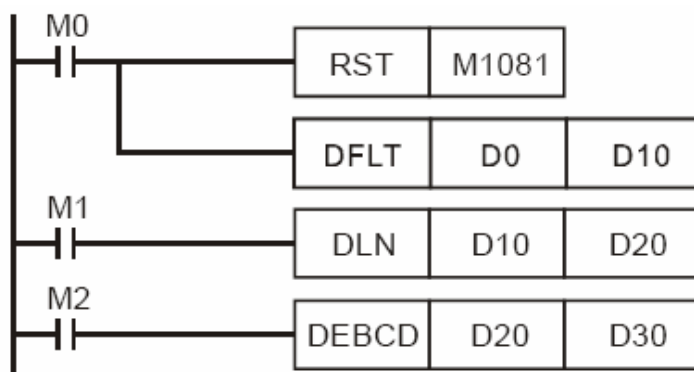 M0
RST M1081
DFLT D0 D10
M1
DLN D10 D20
M2
DEBCD D20 D30